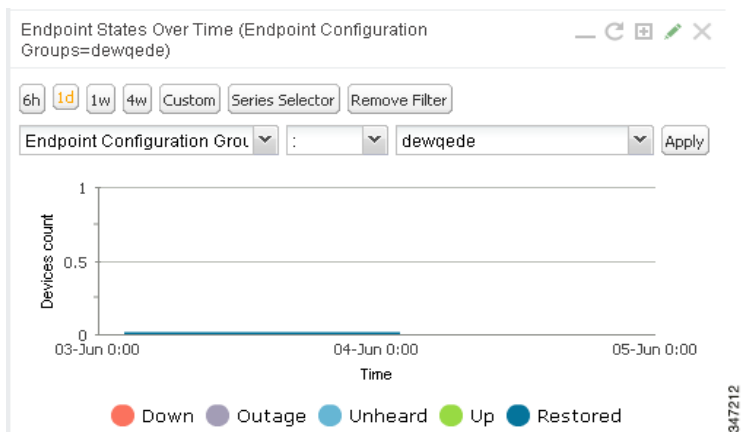 Endpoint States Over Time (Endpoint Configuration
Groups=dewqede)
6h 1d 1w 4w Custom Series Selector Remove Filter
Endpoint Configuration Grou : dewqede Apply
1
Devices count
0.5
0
03-Jun 0:00 04-Jun 0:00 05-Jun 0:00
Time
Down Outage Unheard Up Restored
347212